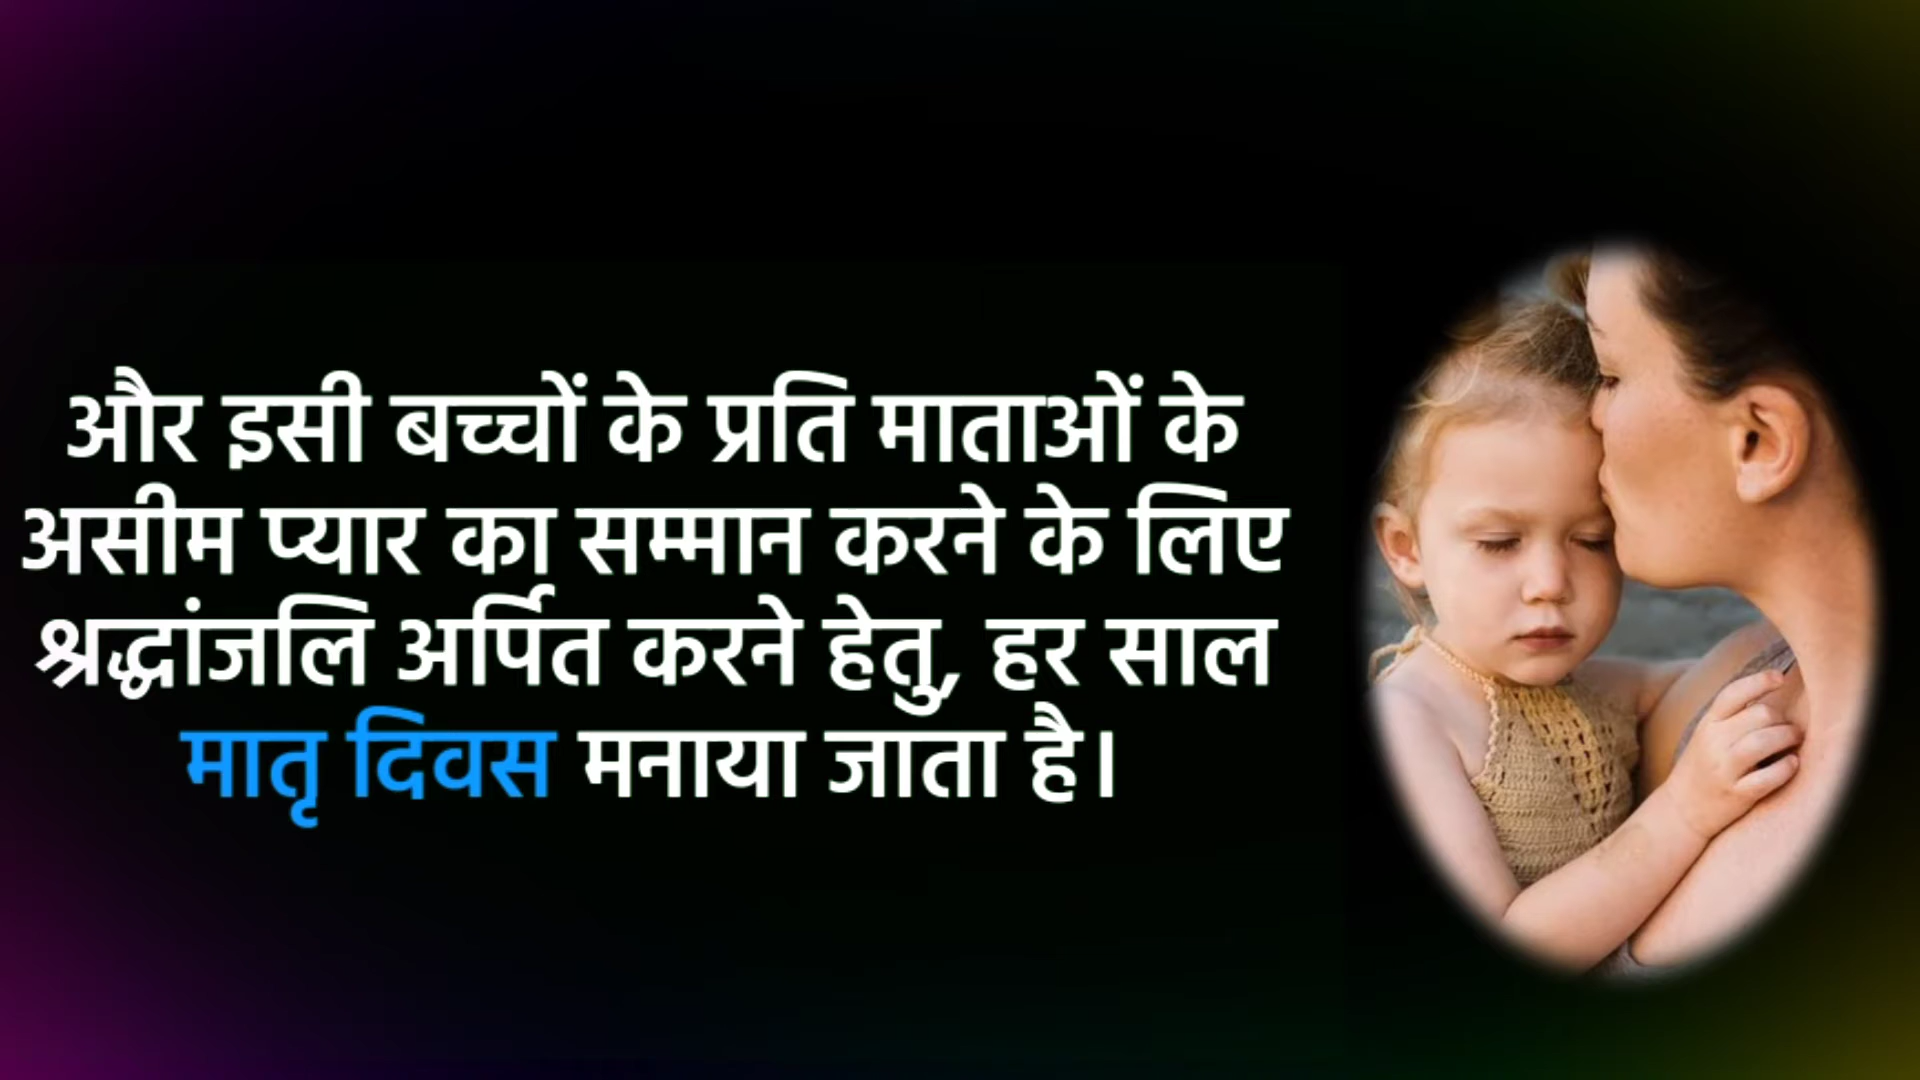 और इसी बच्चों के प्रति माताओं के
असीम प्यार का सम्मान करने के लिए
श्रद्धांजलि अर्पित करने हेतु, हर साल
मातृ दिवस मनाया जाता है।